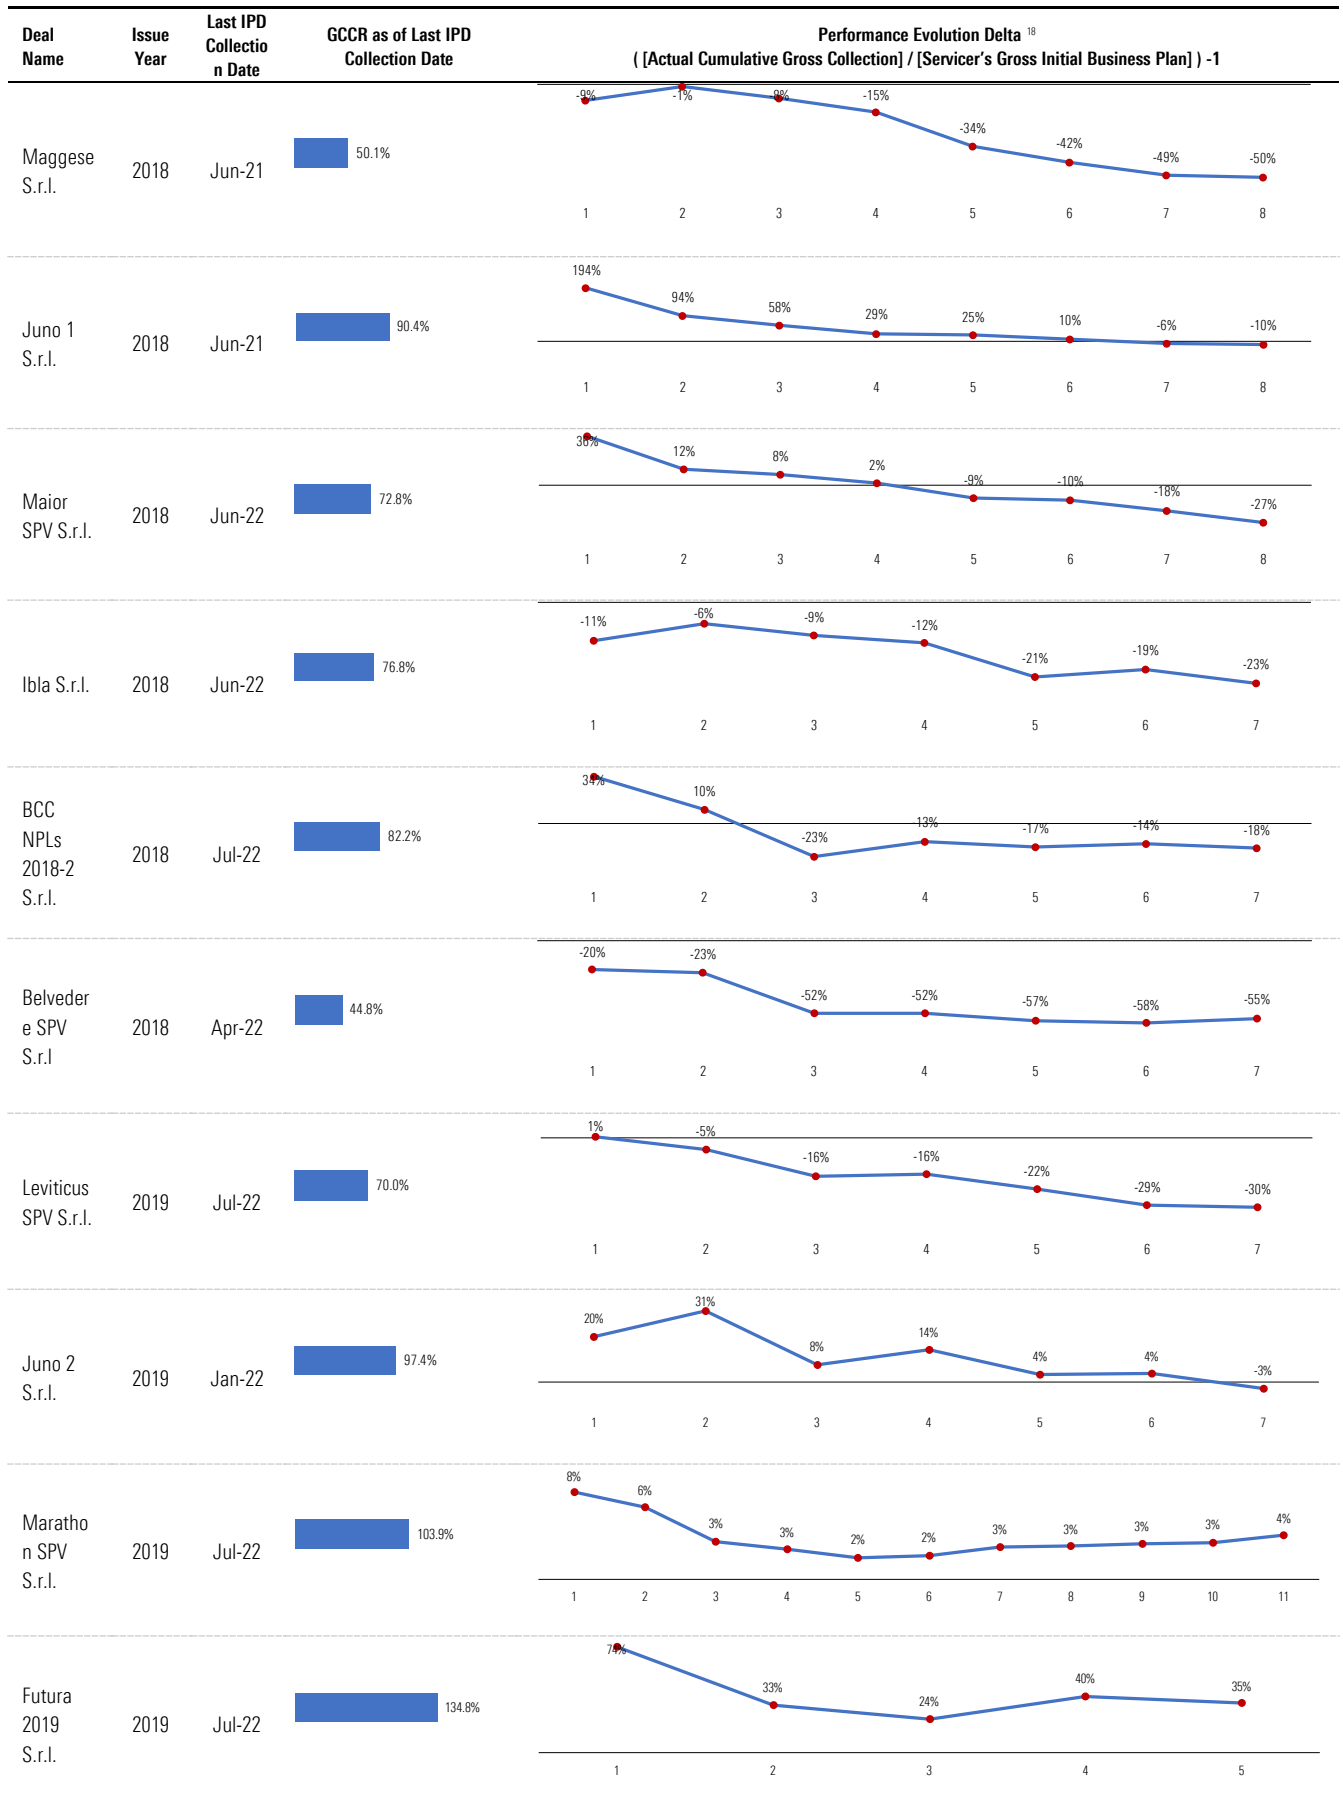 Deal Name
Issue Year
Last IPD Collectio n Date
GCCR as of Last IPD Collection Date
Performance Evolution Delta 18
( [Actual Cumulative Gross Collection] / [Servicer's Gross Initial Business Plan] ) -1
Maggese S.r.l.
2018
Jun-21
50.1%
-9% -1% -8% -15% -34% -42% -49% -50%
1 2 3 4 5 6 7 8
Juno 1 S.r.l.
2018
Jun-21
90.4%
194% 94% 58% 29% 25% 10% -6% -10%
1 2 3 4 5 6 7 8
Maior SPV S.r.l.
2018
Jun-22
72.8%
36% 12% 8% 2% -9% -10% -18% -27%
1 2 3 4 5 6 7 8
Ibla S.r.l.
2018
Jun-22
76.8%
-11% -6% -9% -12% -21% -19% -23%
1 2 3 4 5 6 7
BCC NPLs 2018-2 S.r.l.
2018
Jul-22
82.2%
34% 10% -23% -13% -17% -14% -18%
1 2 3 4 5 6 7
Belveder e SPV S.r.l
2018
Apr-22
44.8%
-20% -23% -52% -52% -57% -58% -55%
1 2 3 4 5 6 7
Leviticus SPV S.r.l.
2019
Jul-22
70.0%
1% -5% -16% -16% -22% -29% -30%
1 2 3 4 5 6 7
Juno 2 S.r.l.
2019
Jan-22
97.4%
20% 31% 8% 14% 4% 4% -3%
1 2 3 4 5 6 7
Maratho n SPV S.r.l.
2019
Jul-22
103.9%
8% 6% 3% 3% 2% 2% 3% 3% 3% 3% 4%
1 2 3 4 5 6 7 8 9 10 11
Futura 2019 S.r.l.
2019
Jul-22
134.8%
74% 33% 24% 40% 35%
1 2 3 4 5